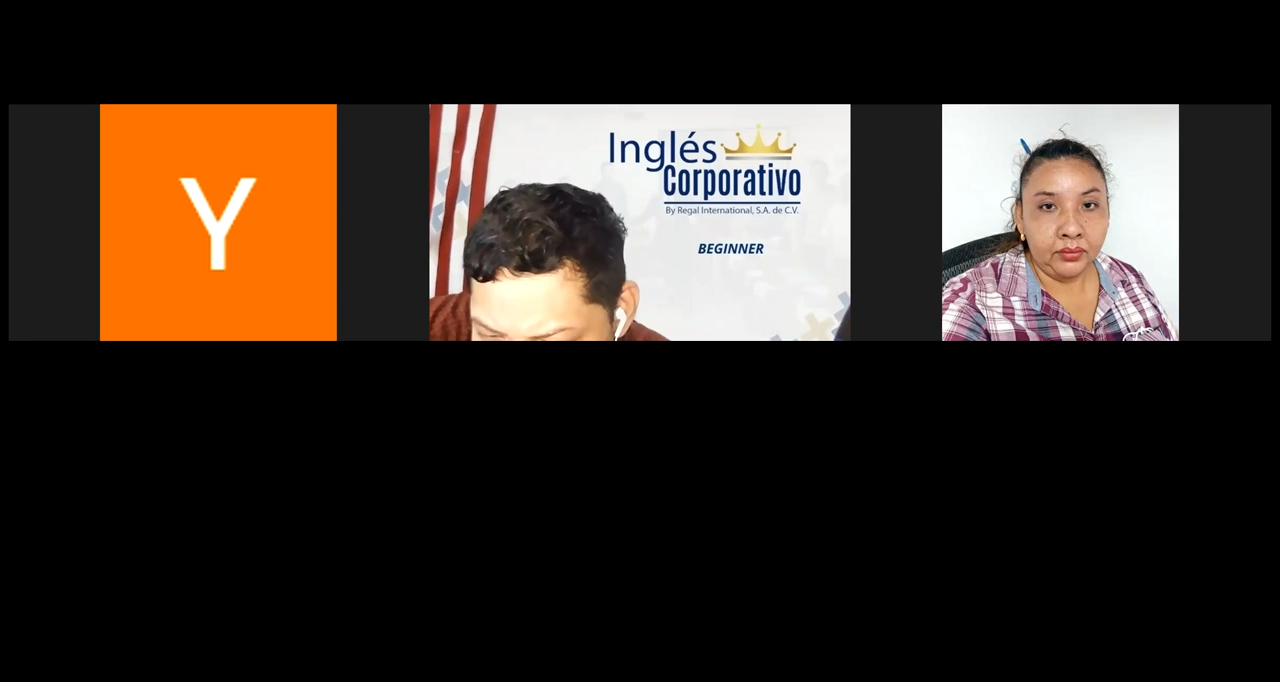 Y
Inglés
Corporativo
By Regal International, S.A. de C.V.
BEGINNER